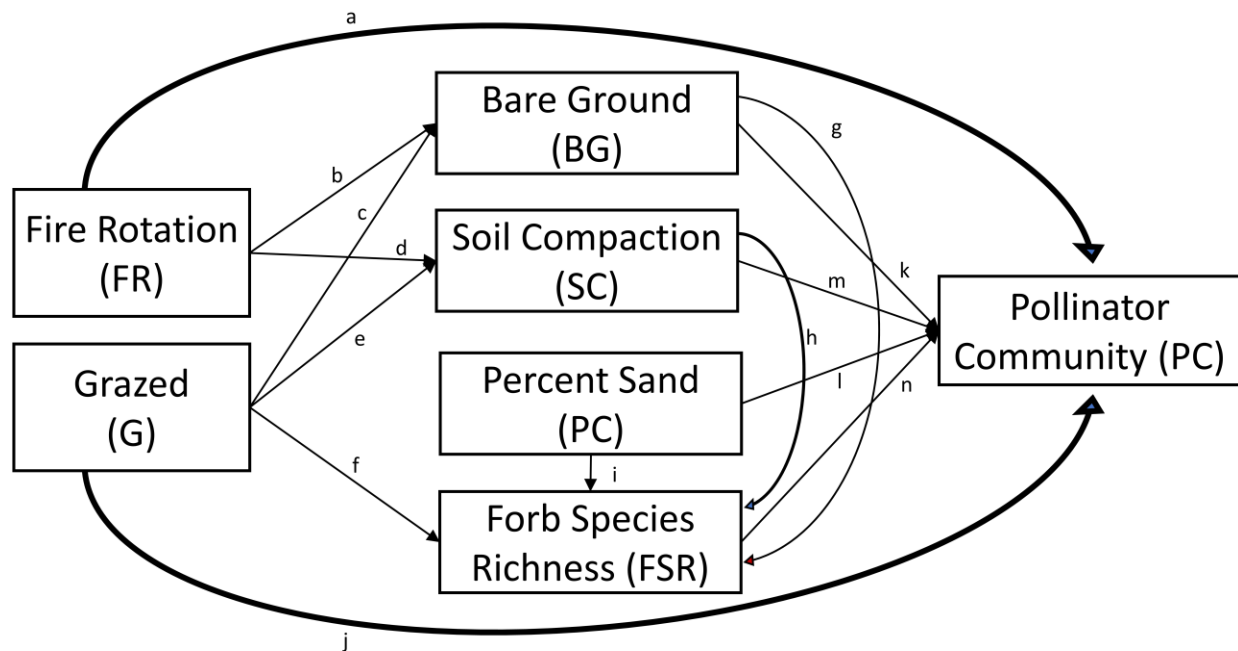 a
Bare Ground
(BG)
g
b
c
Fire Rotation
(FR)
d
Soil Compaction
(SC)
k
m
Pollinator
Community (PC)
e
h
Grazed
(G)
Percent Sand
(PC)
l
n
f
i
Forb Species
Richness (FSR)
j